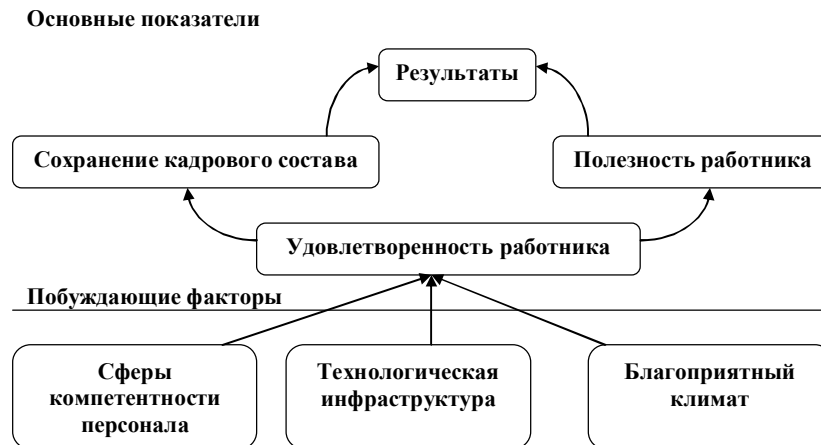 Основные показатели
Результаты
Сохранение кадрового состава
Полезность работника
Удовлетворенность работника
Побуждающие факторы
Сферы
компетентности
персонала
Технологическая
инфраструктура
Благоприятный
климат